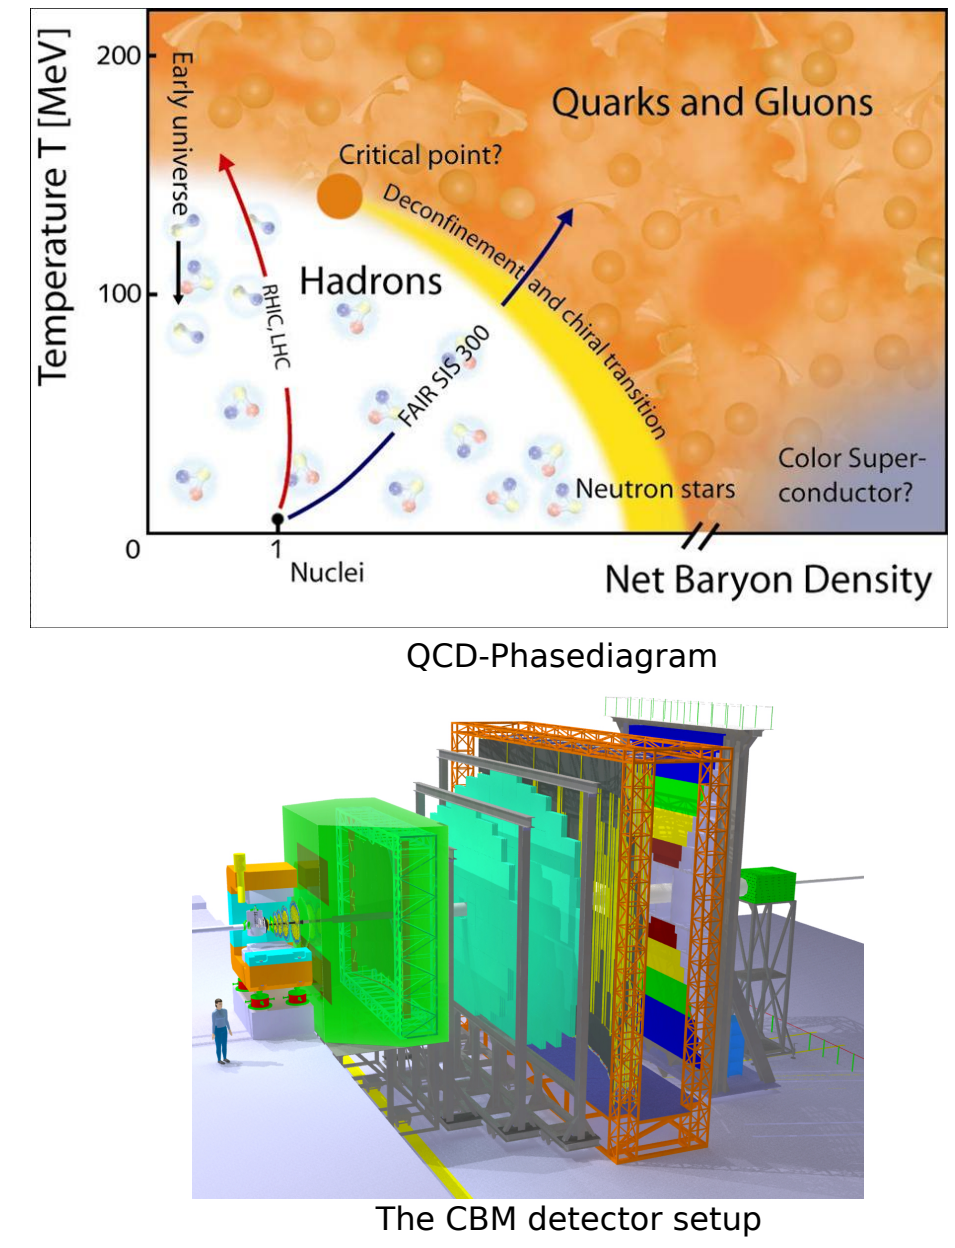 Temperature T [MeV]
200
100
0
1
Early universe
Quarks and Gluons
Critical point?
Deconfinement and chiral transition
Hadrons
RHIC, LHC
FAIR SIS 300
Color Super-
conductor?
Neutron stars
Nuclei
Net Baryon Density
QCD-Phasediagram
The CBM detector setup